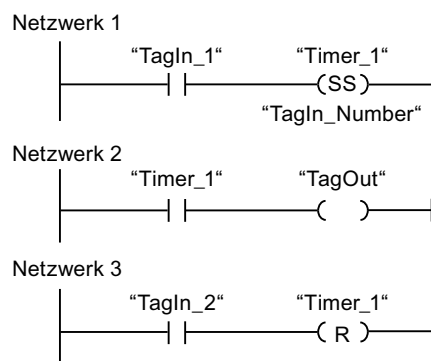 Netzwerk 1
“TagIn_1“ “Timer_1“
SS
“TagIn_Number“
Netzwerk 2
“Timer_1“ “TagOut“
Netzwerk 3
“TagIn_2“ “Timer_1“
R